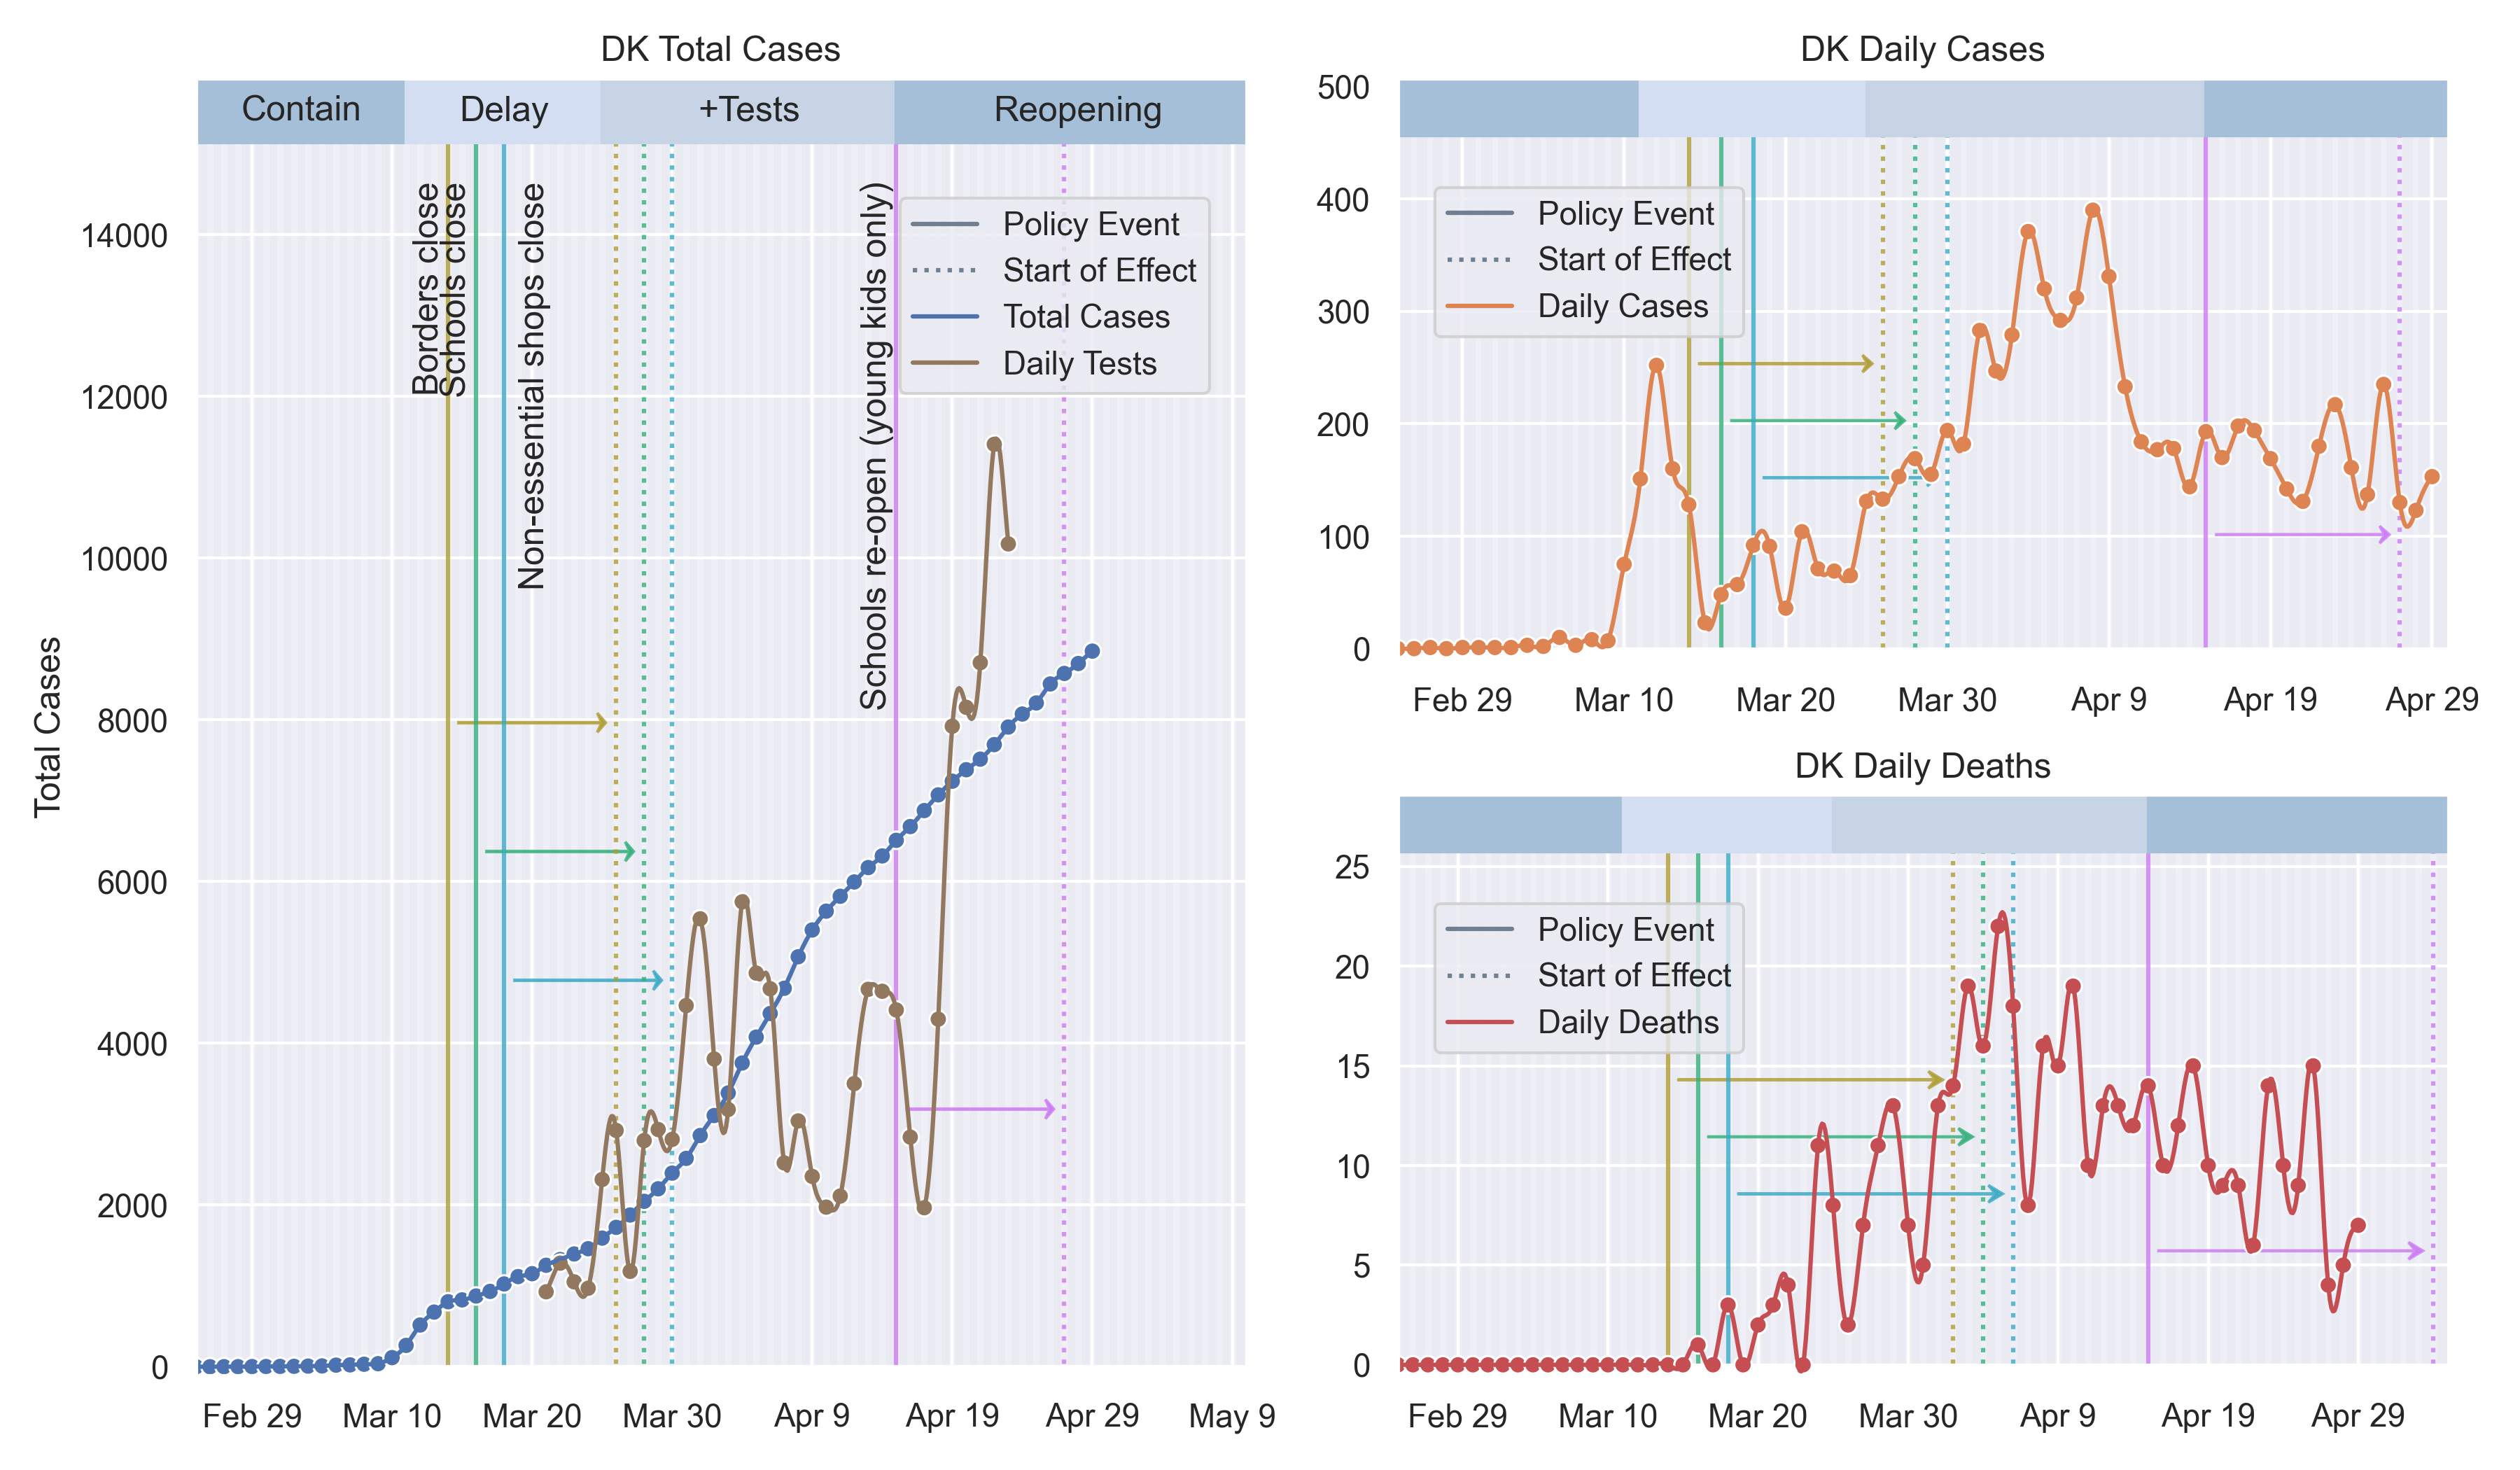 DK Total Cases
Contain
Delay
+Tests
Reopening
Borders close
Schools close
Non-essential shops close
Schools re-open (young kids only)
Policy Event
Start of Effect
Total Cases
Daily Tests
Total Cases
14000
12000
10000
8000
6000
4000
2000
0
Feb 29
Mar 10
Mar 20
Mar 30
Apr 9
Apr 19
Apr 29
May 9
DK Daily Cases
500
400
300
200
100
0
Policy Event
Start of Effect
Daily Cases
Feb 29
Mar 10
Mar 20
Mar 30
Apr 9
Apr 19
Apr 29
DK Daily Deaths
25
20
15
10
5
0
Policy Event
Start of Effect
Daily Deaths
Feb 29
Mar 10
Mar 20
Mar 30
Apr 9
Apr 19
Apr 29